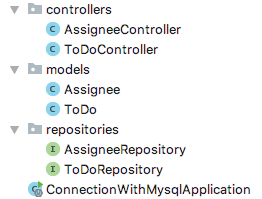 controllers
C AssigneeController
C ToDoController
models
C Assignee
C ToDo
repositories
I AssigneeRepository
I ToDoRepository
C ConnectionWithMysqlApplication